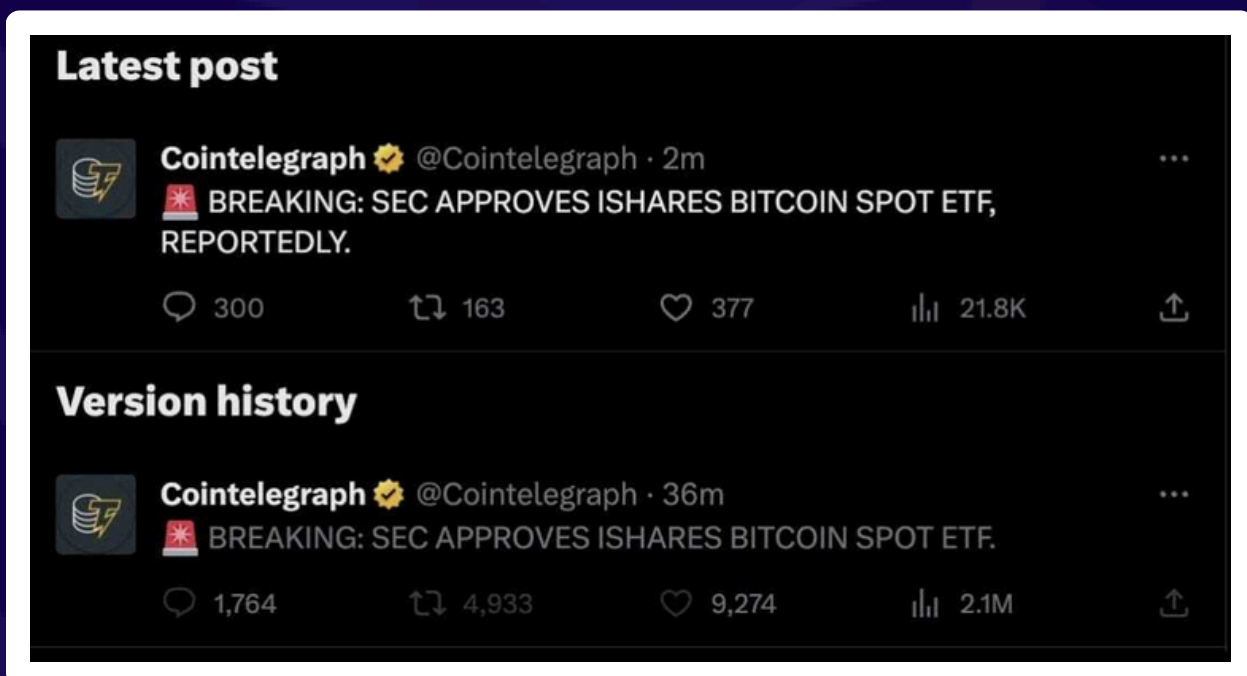 Latest post
Cointelegraph @Cointelegraph · 2m
🚨 BREAKING: SEC APPROVES ISHARES BITCOIN SPOT ETF,
REPORTEDLY.
300 163 377 21.8K
Version history
Cointelegraph @Cointelegraph · 36m
🚨 BREAKING: SEC APPROVES ISHARES BITCOIN SPOT ETF.
1,764 4,933 9,274 2.1M